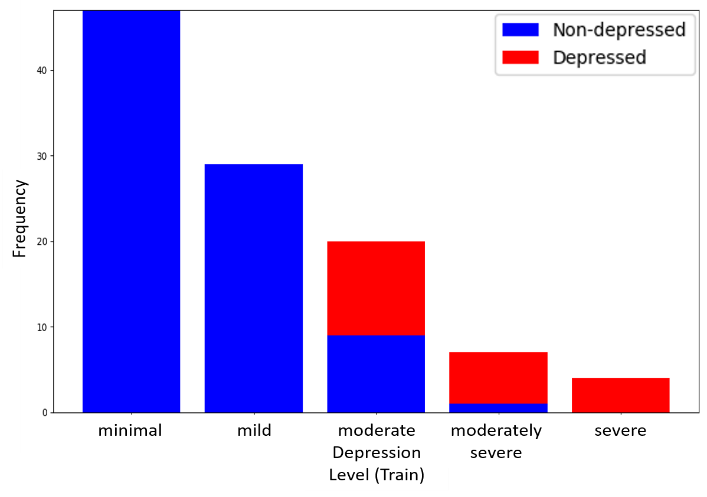 Non-depressed
Depressed
Frequency
40
30
20
10
0
minimal
mild
moderate
moderately
severe
severe
Depression
Level (Train)